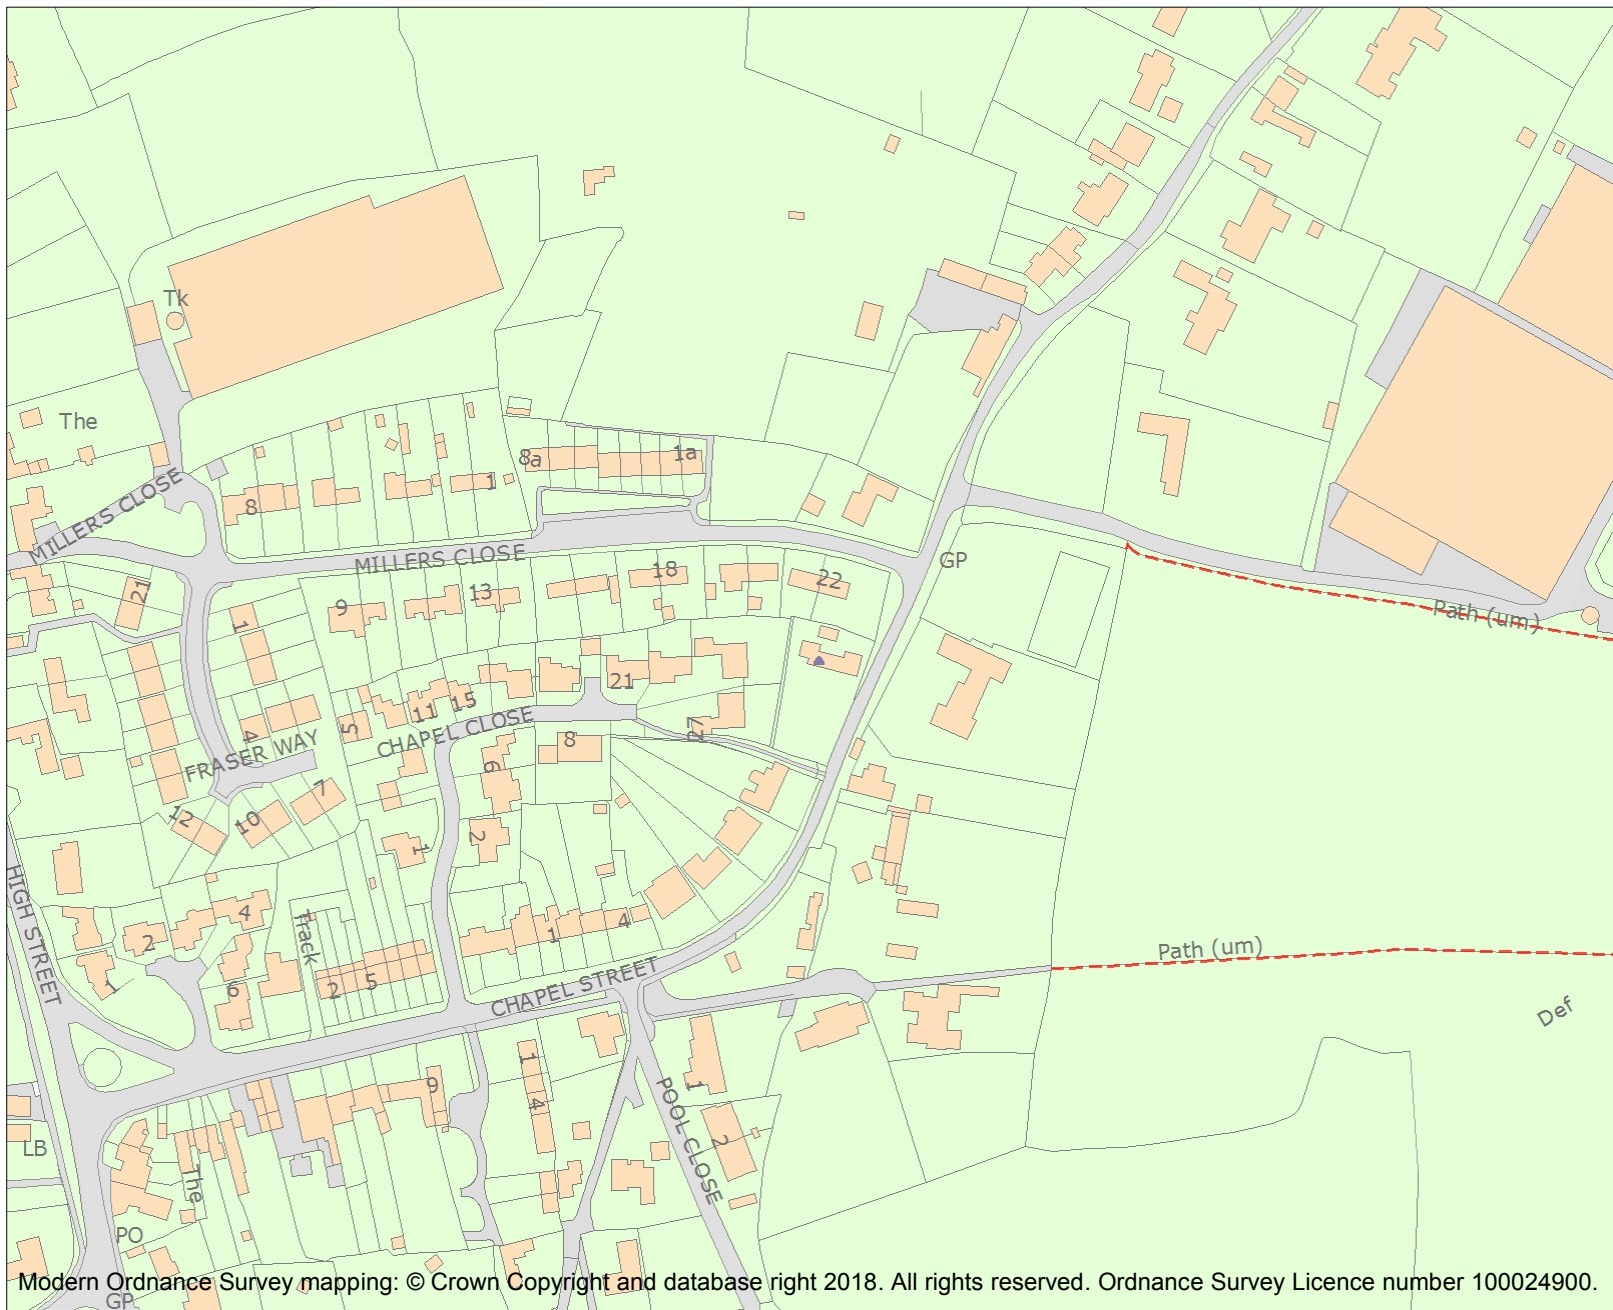 Tk
The
8a
1a
1
8
MILLERS CLOSE
MILLERS CLOSE
GP
18
22
21
13
9
1
Path (um)
21
15
11
5
27
CHAPEL CLOSE
4
8
FRASER WAY
6
7
12
10
2
1
HIGH STREET
4
Track
2
1
4
2
5
1
6
CHAPEL STREET
Path (um)
Def
1
9
4
1
POOL CLOSE
2
LB
The
PO
Modern Ordnance Survey mapping: © Crown Copyright and database right 2018. All rights reserved. Ordnance Survey Licence number 100024900.
GP